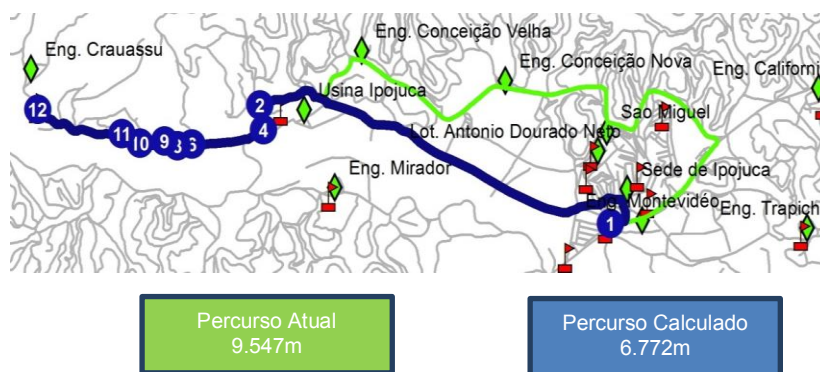 Eng. Conceição Velha
Eng. Crauassu
Eng. Conceição Nova
Eng. Californi
12
2
Usina Ipojuca
Sao Miguel
11
10
9
6
4
Lot. Antonio Dourado Neto
Eng. Mirador
Sede de Ipojuca
Eng. Montevidéo
1
Eng. Trapich
Percurso Atual
9.547m
Percurso Calculado
6.772m